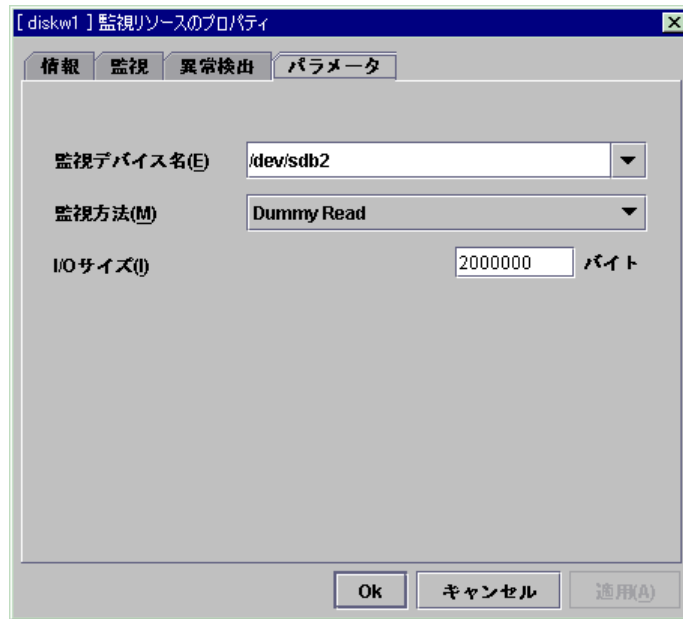 [ diskw1 ] 監視リソースのプロパティ
情報 監視 異常検出 パラメータ
監視デバイス名(E) /dev/sdb2
監視方法(M) Dummy Read
I/Oサイズ(I) 2000000 バイト
Ok キャンセル 適用(A)